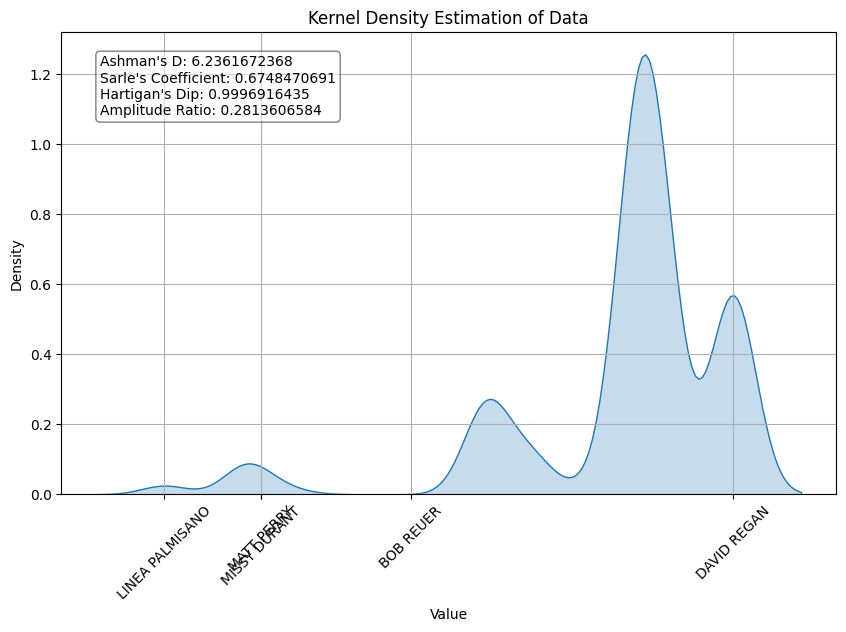 Kernel Density Estimation of Data
Ashman's D: 6.2361672368
Sarle's Coefficient: 0.6748470691
Hartigan's Dip: 0.9996916435
Amplitude Ratio: 0.2813606584
Density
1.2
1.0
0.8
0.6
0.4
0.2
0.0
LINEA PALMISANO
MATT PERRY
MISSY DURANT
BOB REUER
DAVID REGAN
Value